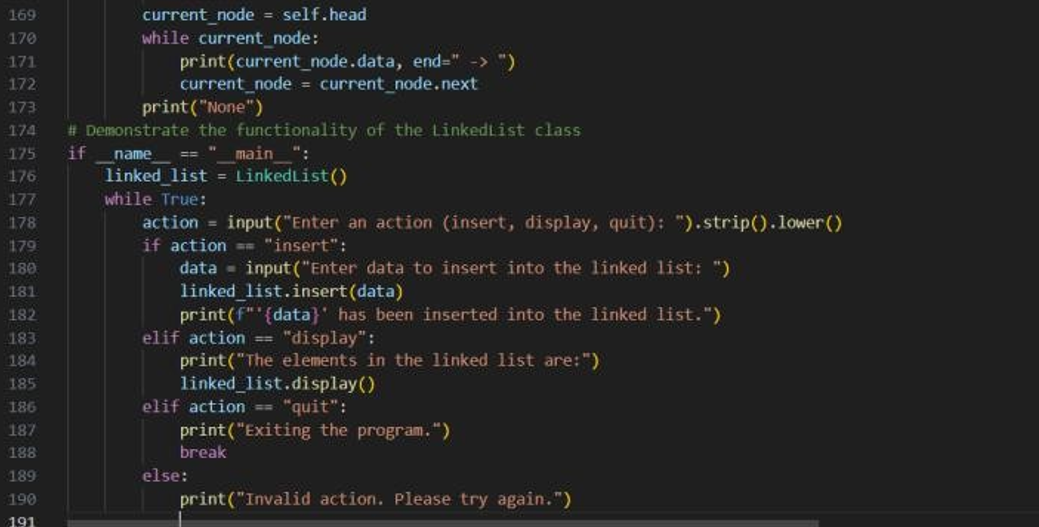 169 current_node = self.head
170 while current_node:
171 print(current_node.data, end=" -> ")
172 current_node = current_node.next
173 print("None")
174 # Demonstrate the functionality of the LinkedList class
175 if __name__ == "__main__":
176 linked_list = LinkedList()
177 while True:
178 action = input("Enter an action (insert, display, quit): ").strip().lower()
179 if action == "insert":
180 data = input("Enter data to insert into the linked list: ")
181 linked_list.insert(data)
182 print(f"'{data}' has been inserted into the linked list.")
183 elif action == "display":
184 print("The elements in the linked list are:")
185 linked_list.display()
186 elif action == "quit":
187 print("Exiting the program.")
188 break
189 else:
190 print("Invalid action. Please try again.")
191